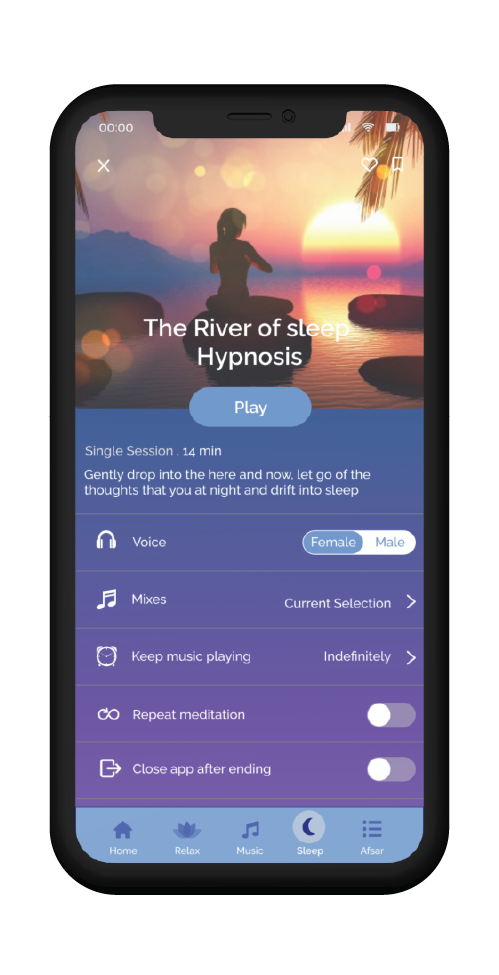 00:00
The River of sleep
Hypnosis
Play
Single Session . 14 min
Gently drop into the here and now, let go of the
thoughts that you at night and drift into sleep
Voice
Female Male
Mixes
Current Selection
Keep music playing
Indefinitely
Repeat meditation
Close app after ending
Home Relax Music Sleep Afsar